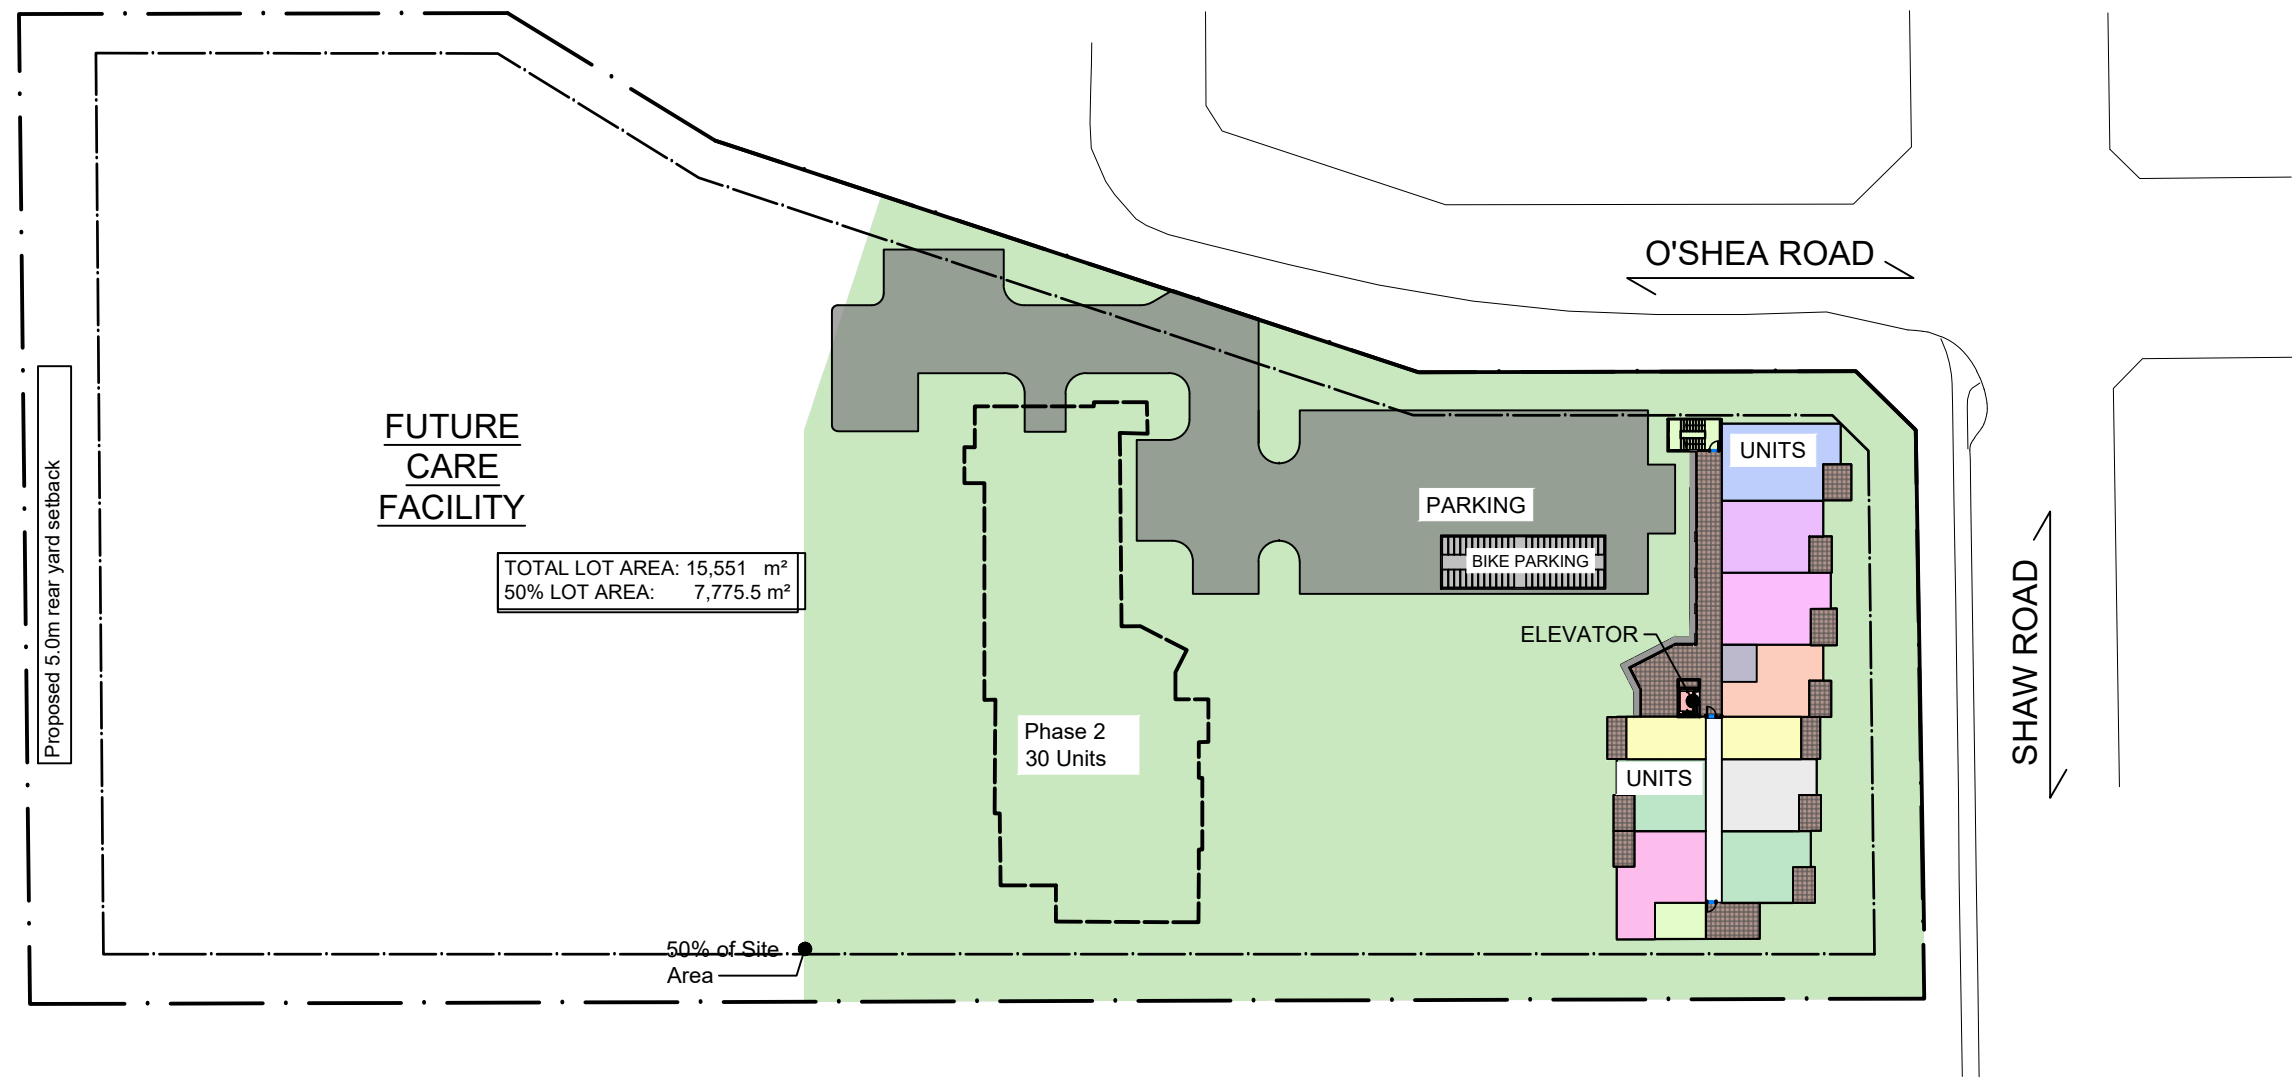 O'SHEA ROAD
FUTURE
CARE
FACILITY
UNITS
Proposed 5.0m rear yard setback
PARKING
BIKE PARKING
TOTAL LOT AREA: 15,551 m²
50% LOT AREA: 7,775.5 m²
ELEVATOR
SHAW ROAD
Phase 2
30 Units
UNITS
50% of Site
Area